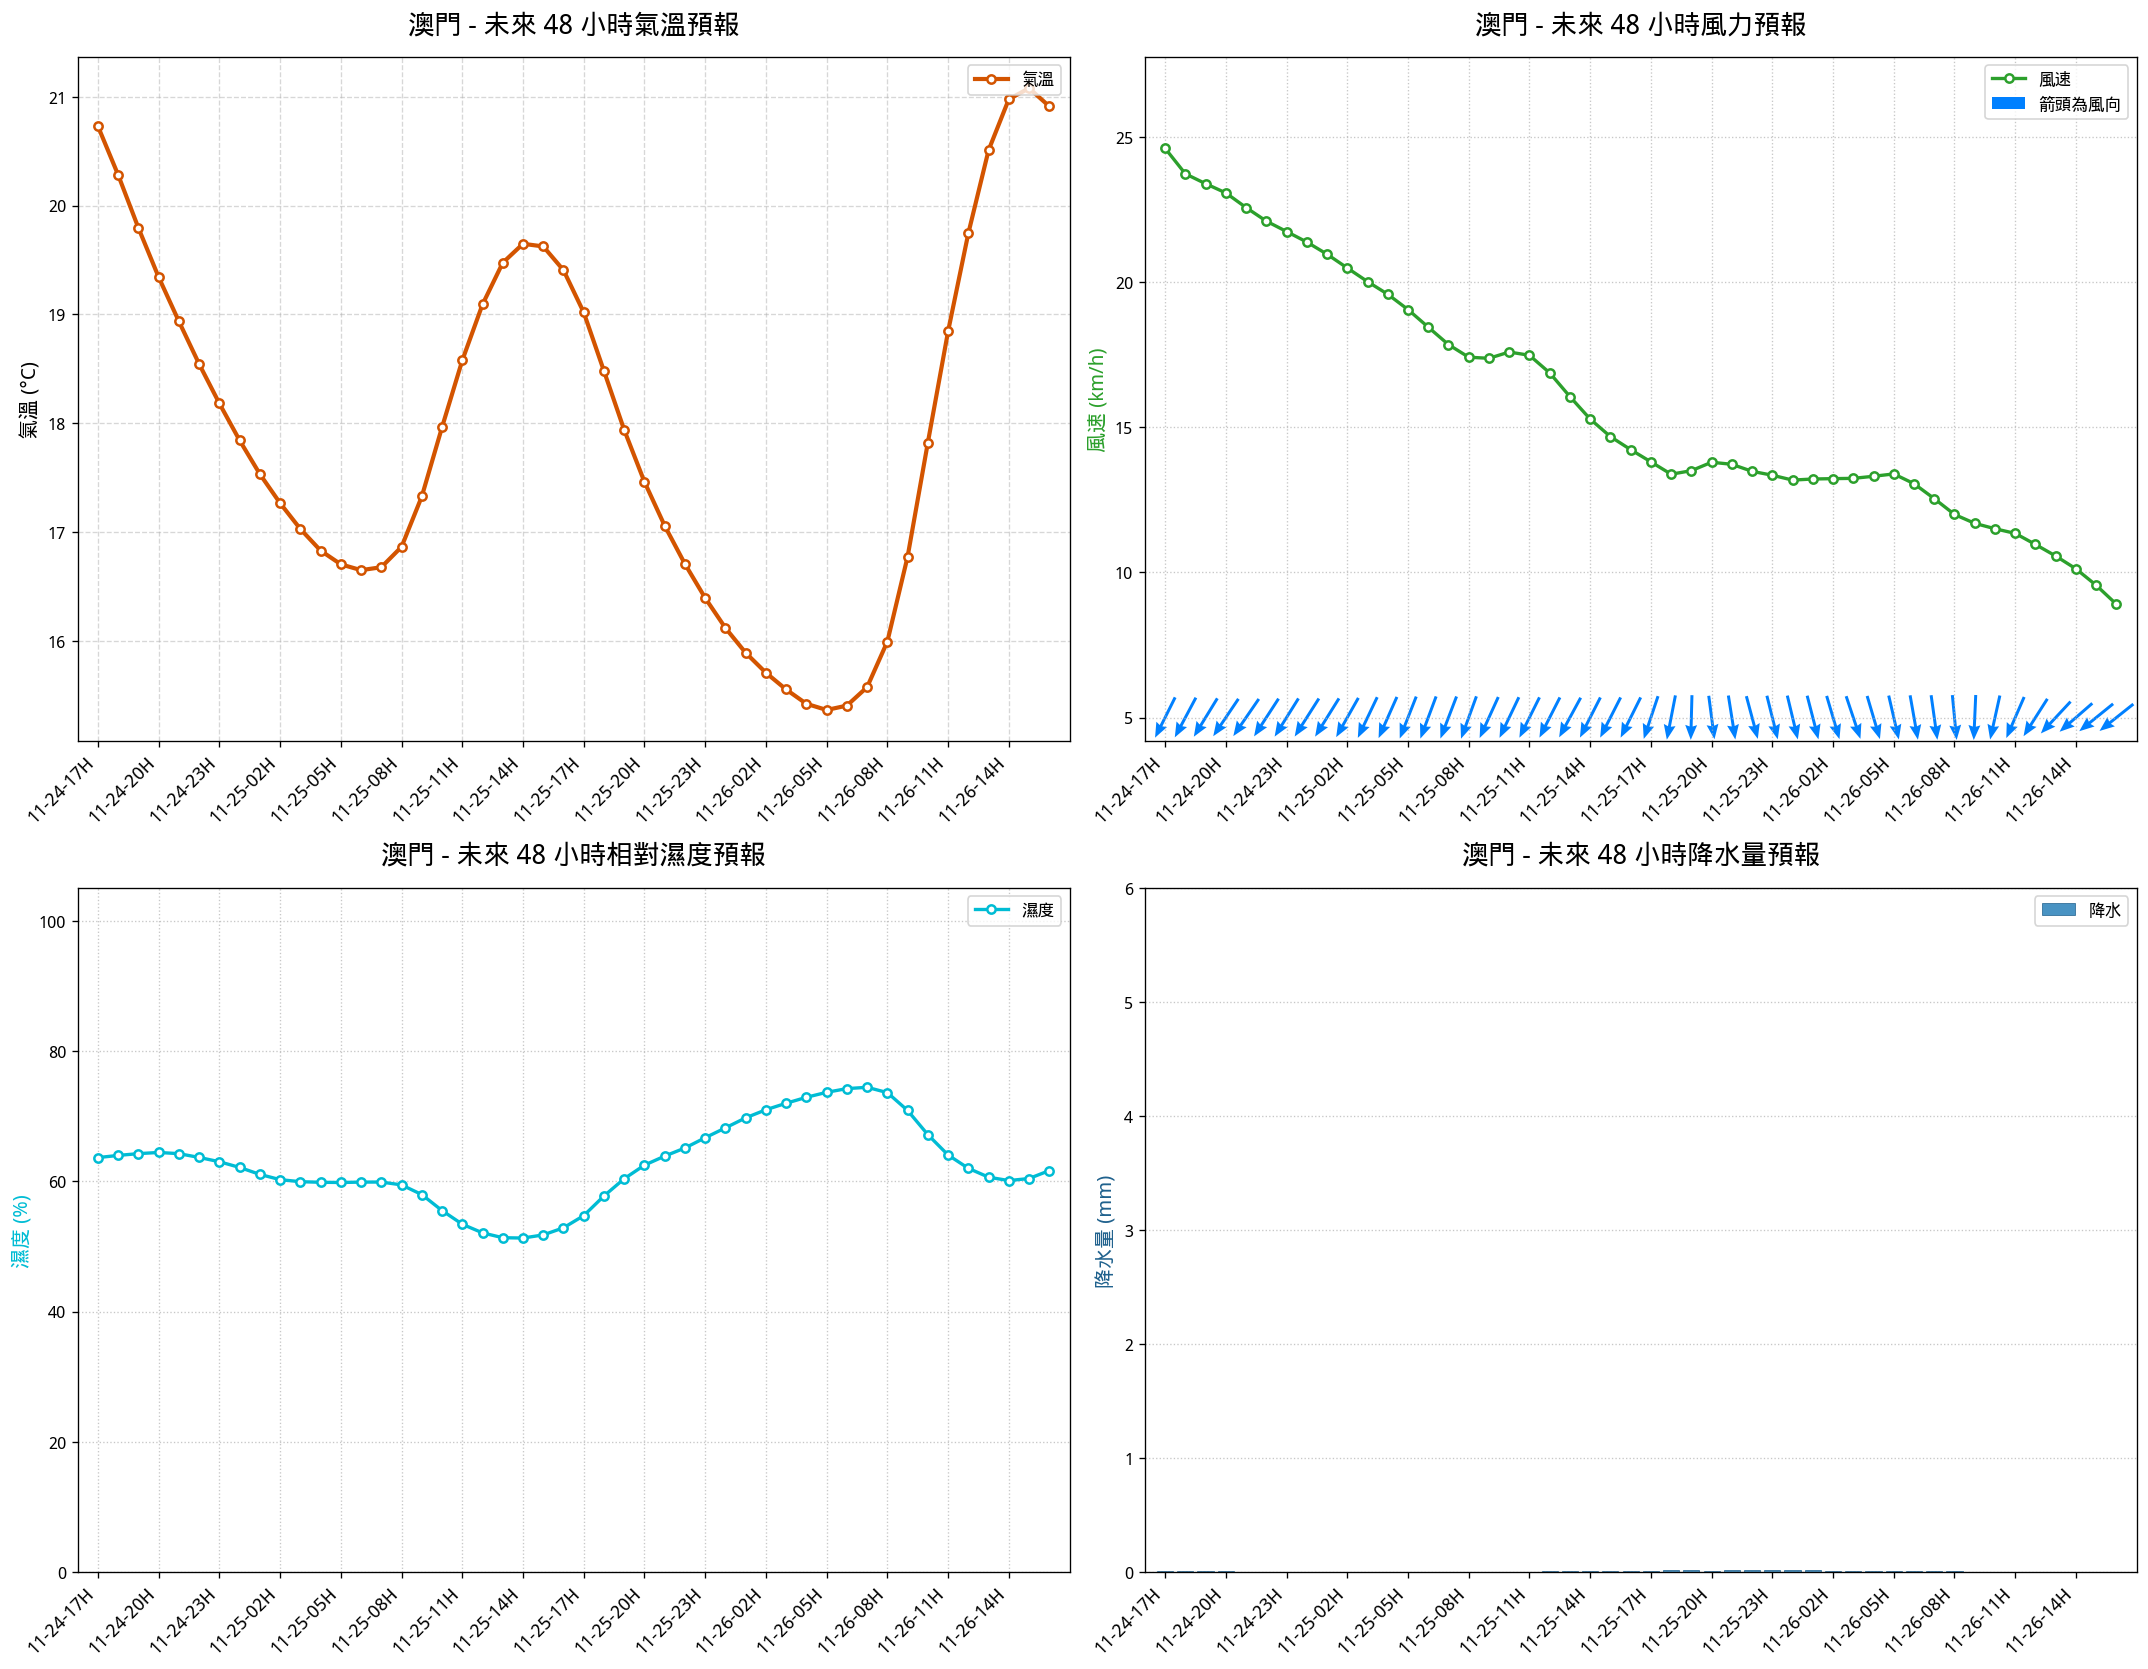 澳門 - 未來 48 小時氣溫預報
氣溫
氣溫 (°C)
21
20
19
18
17
16
11-24-17H
11-24-20H
11-24-23H
11-25-02H
11-25-05H
11-25-08H
11-25-11H
11-25-14H
11-25-17H
11-25-20H
11-25-23H
11-26-02H
11-26-05H
11-26-08H
11-26-11H
11-26-14H
澳門 - 未來 48 小時風力預報
風速
箭頭為風向
風速 (km/h)
25
20
15
10
5
11-24-17H
11-24-20H
11-24-23H
11-25-02H
11-25-05H
11-25-08H
11-25-11H
11-25-14H
11-25-17H
11-25-20H
11-25-23H
11-26-02H
11-26-05H
11-26-08H
11-26-11H
11-26-14H
澳門 - 未來 48 小時相對濕度預報
濕度
濕度 (%)
100
80
60
40
20
0
11-24-17H
11-24-20H
11-24-23H
11-25-02H
11-25-05H
11-25-08H
11-25-11H
11-25-14H
11-25-17H
11-25-20H
11-25-23H
11-26-02H
11-26-05H
11-26-08H
11-26-11H
11-26-14H
澳門 - 未來 48 小時降水量預報
降水
降水量 (mm)
6
5
4
3
2
1
0
11-24-17H
11-24-20H
11-24-23H
11-25-02H
11-25-05H
11-25-08H
11-25-11H
11-25-14H
11-25-17H
11-25-20H
11-25-23H
11-26-02H
11-26-05H
11-26-08H
11-26-11H
11-26-14H